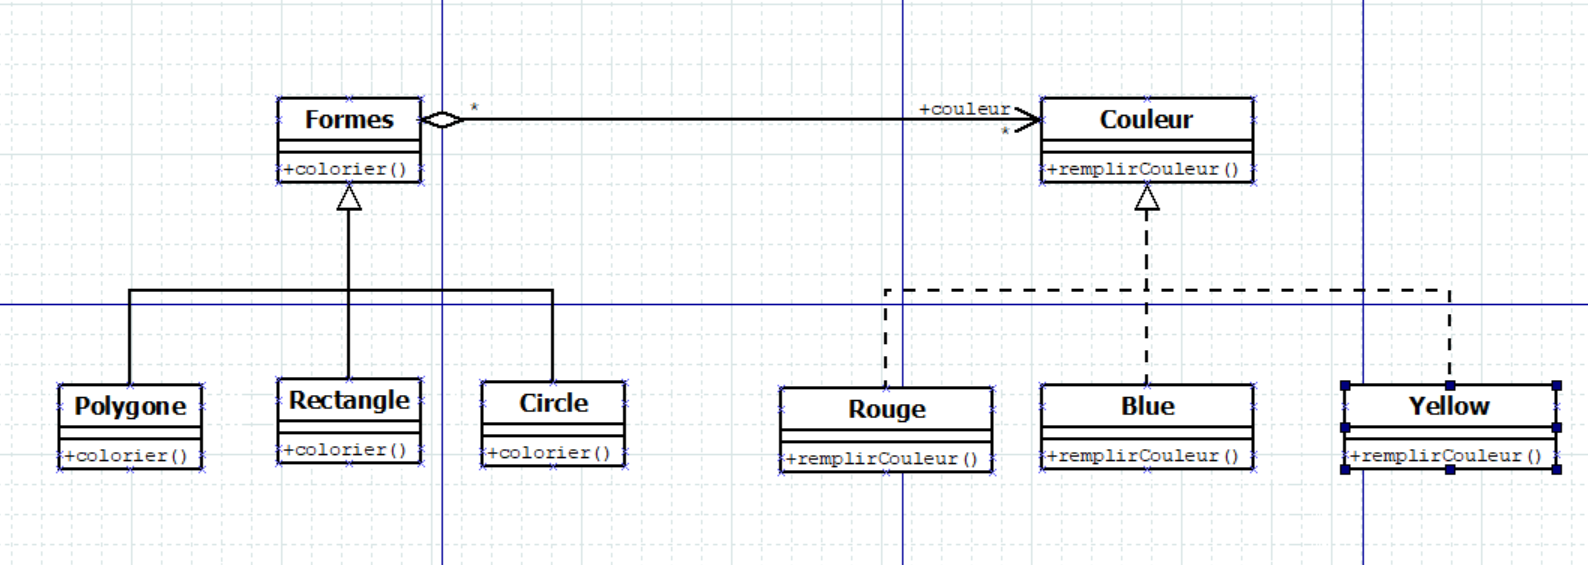 Formes
+colorier()
*
+couleur
*
Couleur
+remplirCouleur()
Polygone
+colorier()
Rectangle
+colorier()
Circle
+colorier()
Rouge
+remplirCouleur()
Blue
+remplirCouleur()
Yellow
+remplirCouleur()